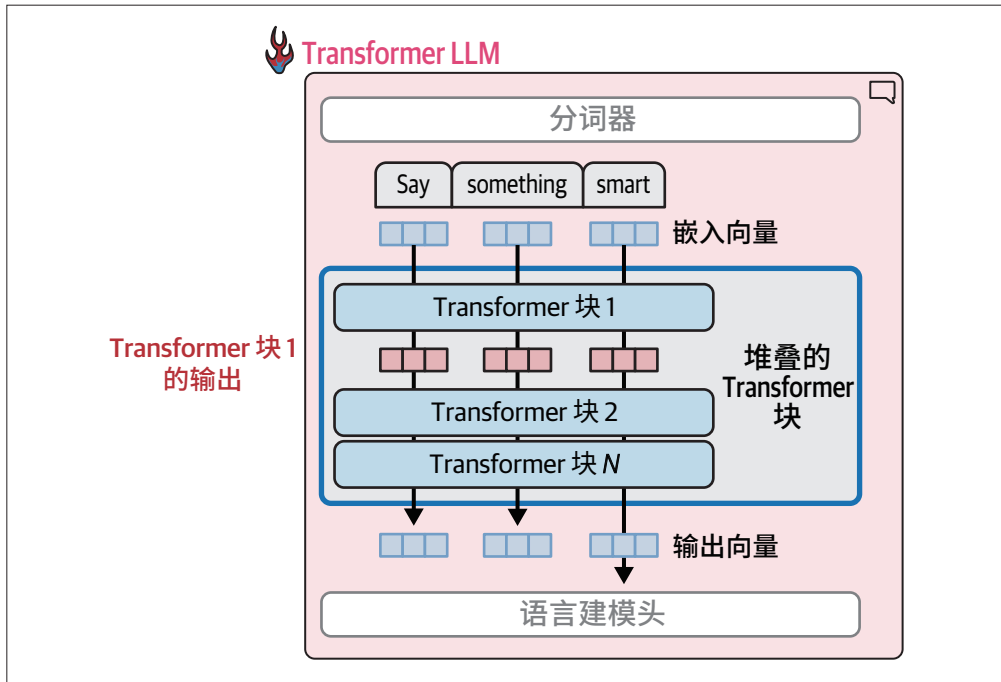 Transformer LLM
分词器
Say something smart
嵌入向量
Transformer 块 1
Transformer 块 1
的输出
堆叠的
Transformer
块
Transformer 块 2
Transformer 块 N
输出向量
语言建模头